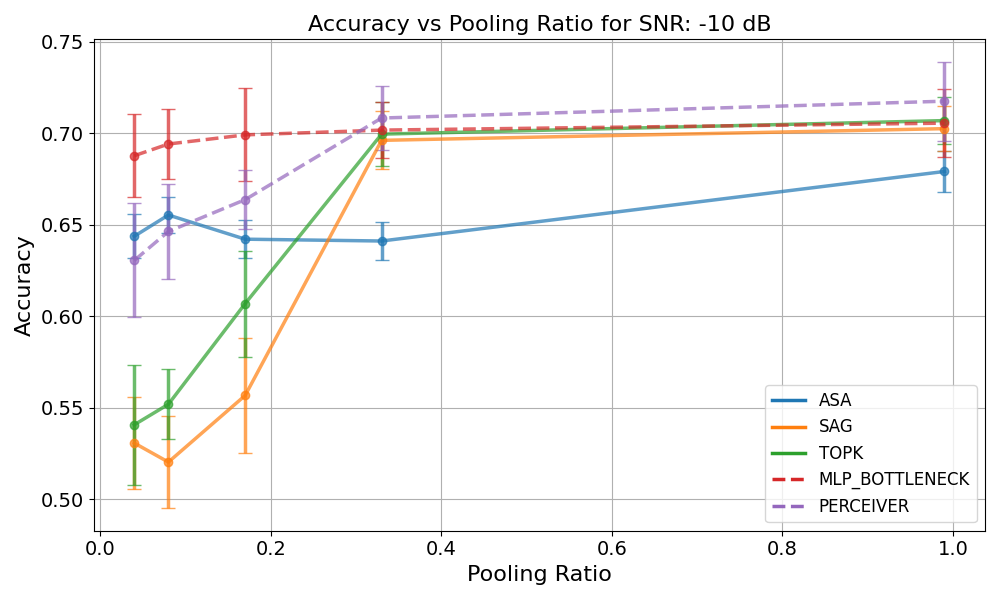 Accuracy vs Pooling Ratio for SNR: -10 dB
0.75
0.70
0.65
0.60
0.55
0.50
Accuracy
0.0
0.2
0.4
0.6
0.8
1.0
Pooling Ratio
ASA
SAG
TOPK
MLP_BOTTLENECK
PERCEIVER